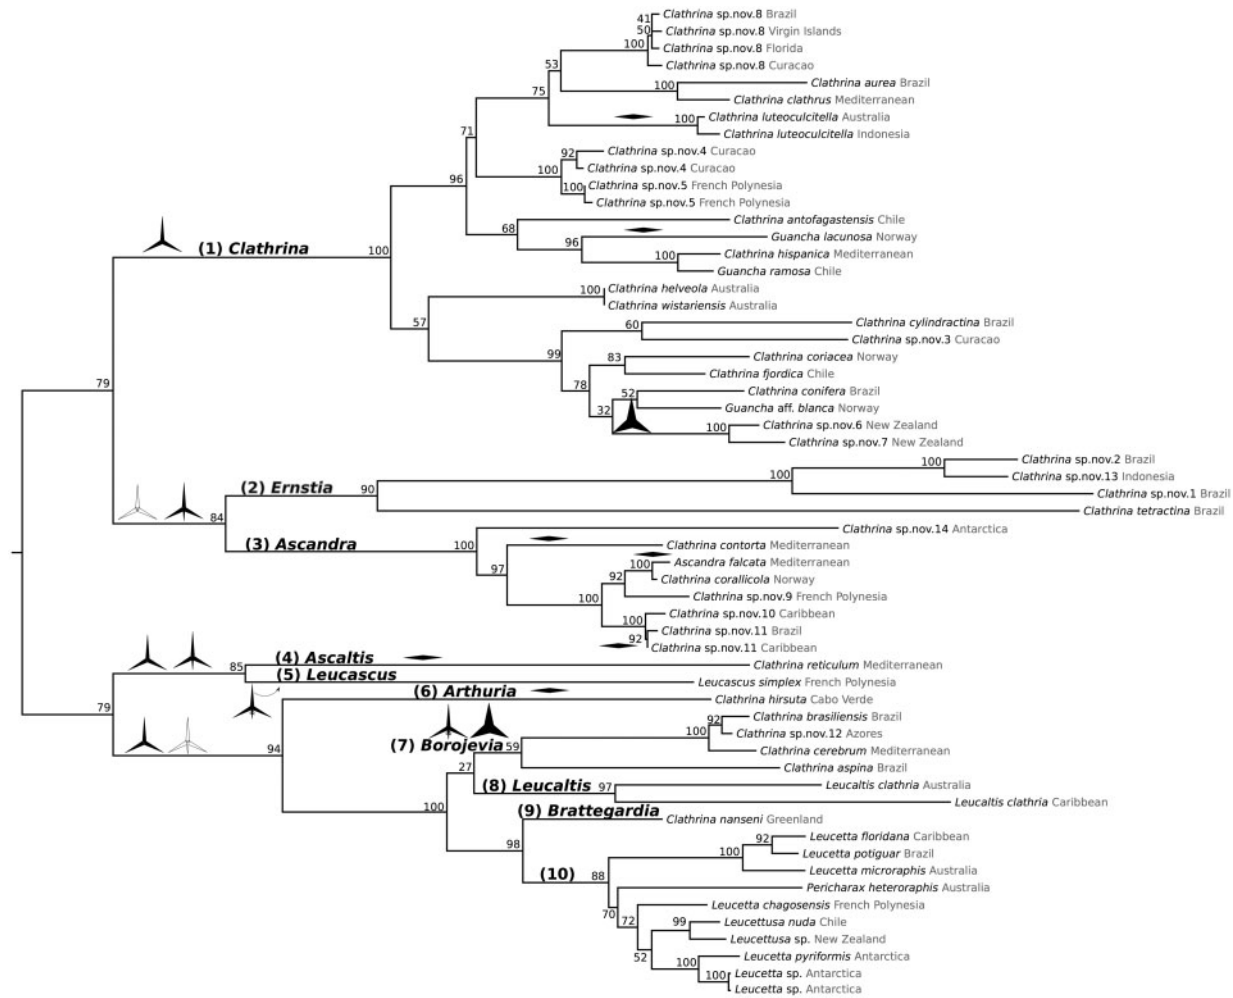 Clathrina sp.nov.8 Brazil
41
50
Clathrina sp.nov.8 Virgin Islands
100
Clathrina sp.nov.8 Florida
53
Clathrina sp.nov.8 Curacao
100
Clathrina aurea Brazil
75
Clathrina clathrus Mediterranean
100
Clathrina luteoculcitella Australia
71
Clathrina luteoculcitella Indonesia
92
Clathrina sp.nov.4 Curacao
100
Clathrina sp.nov.4 Curacao
96
100
Clathrina sp.nov.5 French Polynesia
Clathrina sp.nov.5 French Polynesia
68
Clathrina antofagastensis Chile
96
Guancha lacunosa Norway
(1) Clathrina
100
100
Clathrina hispanica Mediterranean
Guancha ramosa Chile
100
Clathrina helveola Australia
Clathrina wistariensis Australia
57
60
Clathrina cylindractina Brazil
Clathrina sp.nov.3 Curacao
99
83
Clathrina coriacea Norway
Clathrina fjordica Chile
79
78
52
Clathrina conifera Brazil
32
Guancha aff. blanca Norway
100
Clathrina sp.nov.6 New Zealand
Clathrina sp.nov.7 New Zealand
100
Clathrina sp.nov.2 Brazil
100
Clathrina sp.nov.13 Indonesia
(2) Ernstia
90
Clathrina sp.nov.1 Brazil
84
Clathrina tetractina Brazil
Clathrina sp.nov.14 Antarctica
(3) Ascandra
100
Clathrina contorta Mediterranean
97
100
Ascandra falcata Mediterranean
92
Clathrina corallicola Norway
100
Clathrina sp.nov.9 French Polynesia
100
Clathrina sp.nov.10 Caribbean
Clathrina sp.nov.11 Brazil
92
Clathrina sp.nov.11 Caribbean
(4) Ascaltis
85
Clathrina reticulum Mediterranean
(5) Leucascus
Leucascus simplex French Polynesia
(6) Arthuria
Clathrina hirsuta Cabo Verde
79
92
Clathrina brasiliensis Brazil
100
Clathrina sp.nov.12 Azores
94
(7) Borojevia
59
Clathrina cerebrum Mediterranean
27
Clathrina aspina Brazil
(8) Leucaltis
97
Leucaltis clathria Australia
100
Leucaltis clathria Caribbean
(9) Brattegardia
Clathrina nanseni Greenland
98
92
Leucetta floridana Caribbean
100
Leucetta potiguar Brazil
(10)
88
Leucetta microraphis Australia
Pericharax heteroraphis Australia
70
72
Leucetta chagosensis French Polynesia
99
Leucettusa nuda Chile
Leucettusa sp. New Zealand
52
100
Leucetta pyriformis Antarctica
100
Leucetta sp. Antarctica
Leucetta sp. Antarctica